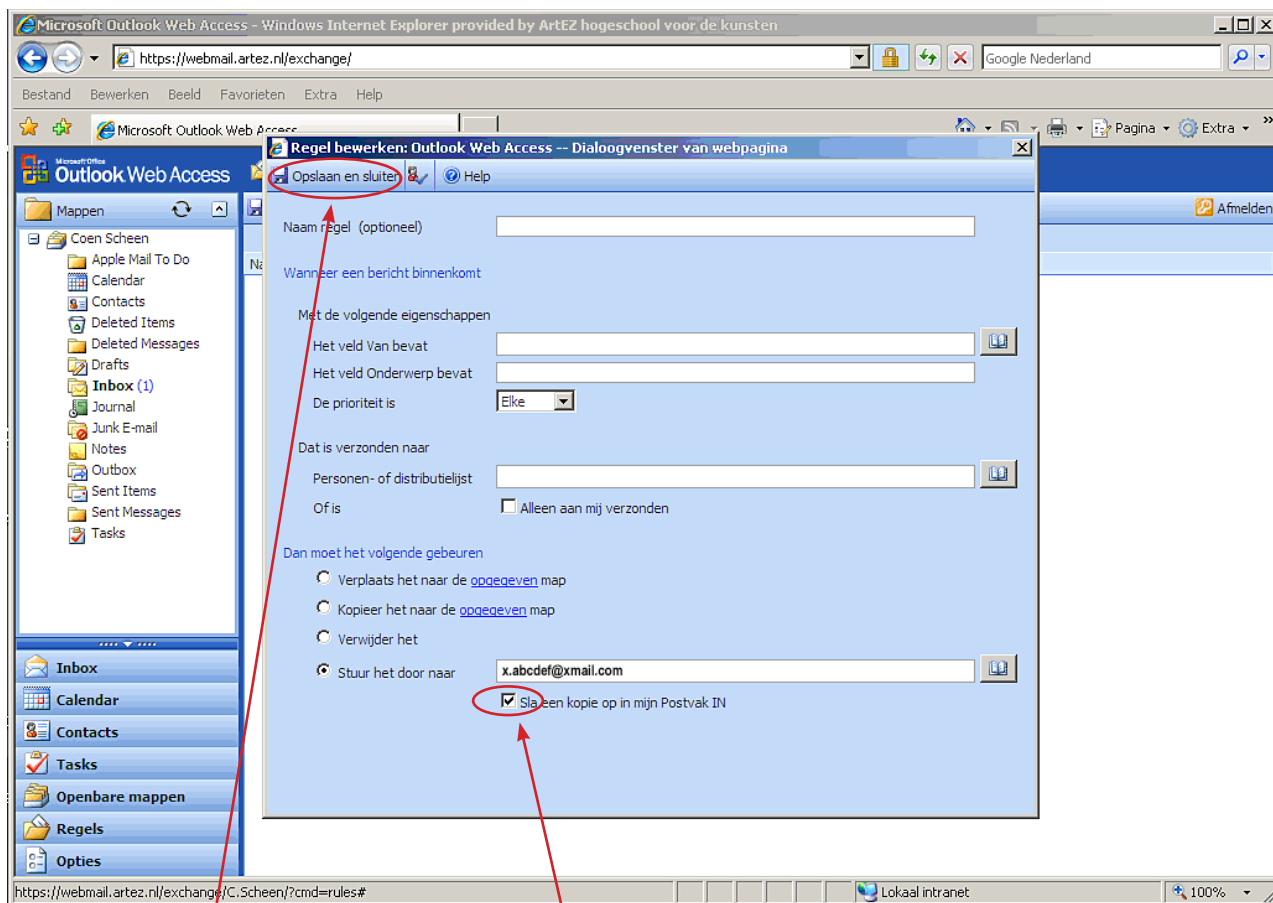 Microsoft Outlook Web Access - Windows Internet Explorer provided by ArtEZ hogeschool voor de kunsten
https://webmail.artez.nl/exchange/
Google Nederland
Bestand Bewerken Beeld Favorieten Extra Help
Microsoft Outlook Web Access
Pagina
Extra
Regel bewerken: Outlook Web Access -- Dialoogvenster van webpagina
Microsoft Office
Outlook Web Access
Opslaan en sluiten
Help
Mappen
Afmelden
Coen Scheen
Apple Mail To Do
Calendar
Contacts
Deleted Items
Deleted Messages
Drafts
Inbox (1)
Journal
Junk E-mail
Notes
Outbox
Sent Items
Sent Messages
Tasks
Na
Naam regel (optioneel)
Wanneer een bericht binnenkomt
Met de volgende eigenschappen
Het veld Van bevat
Het veld Onderwerp bevat
De prioriteit is Elke
Dat is verzonden naar
Personen- of distributielijst
Of is Alleen aan mij verzonden
Dan moet het volgende gebeuren
Verplaats het naar de opgegeven map
Kopieer het naar de opgegeven map
Verwijder het
Stuur het door naar x.abcdef@xmail.com
Sla een kopie op in mijn Postvak IN
Inbox
Calendar
Contacts
Tasks
Openbare mappen
Regels
Opties
https://webmail.artez.nl/exchange/C.Scheen/?cmd=rules#
Lokaal intranet
100%